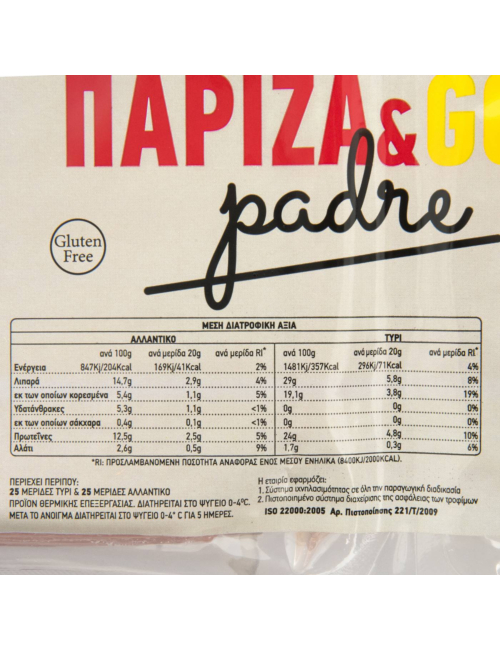 ΠΑΡΙΖΑ&GO
padre
Gluten
Free
ΜΕΣΗ ΔΙΑΤΡΟΦΙΚΗ ΑΞΙΑ
ΑΛΛΑΝΤΙΚΟ ΤΥΡΙ
ανά 100g ανά μερίδα 20g ανά μερίδα RI* ανά 100g ανά μερίδα 20g ανά μερίδα RI*
Ενέργεια 847Kj/204Kcal 169Kj/41Kcal 2% 1481Kj/357Kcal 296Kj/71Kcal 4%
Λιπαρά 14,7g 2,9g 4% 29g 5,8g 8%
εκ των οποίων κορεσμένα 5,4g 1,1g 5% 19,1g 3,8g 19%
Υδατάνθρακες 5,3g 1,1g <1% 0g 0g 0%
εκ των οποίων σάκχαρα 0,4g 0,1g <1% 0g 0g 0%
Πρωτεΐνες 12,5g 2,5g 5% 24g 4,8g 10%
Αλάτι 2,6g 0,5g 9% 1,7g 0,3g 6%
*RI: ΠΡΟΣΛΑΜΒΑΝΟΜΕΝΗ ΠΟΣΟΤΗΤΑ ΑΝΑΦΟΡΑΣ ΕΝΟΣ ΜΕΣΟΥ ΕΝΗΛΙΚΑ (8400KJ/2000KCAL).
ΠΕΡΙΕΧΕΙ ΠΕΡΙΠΟΥ:
25 ΜΕΡΙΔΕΣ ΤΥΡΙ & 25 ΜΕΡΙΔΕΣ ΑΛΛΑΝΤΙΚΟ
ΠΡΟΪΟΝ ΘΕΡΜΙΚΗΣ ΕΠΕΞΕΡΓΑΣΙΑΣ. ΔΙΑΤΗΡΕΙΤΑΙ ΣΤΟ ΨΥΓΕΙΟ 0-4°C.
ΜΕΤΑ ΤΟ ΑΝΟΙΓΜΑ ΔΙΑΤΗΡΕΙΤΑΙ ΣΤΟ ΨΥΓΕΙΟ 0-4° C ΓΙΑ 5 ΗΜΕΡΕΣ.
Η εταιρία εφαρμόζει:
1. Σύστημα ιχνηλασιμότητας σε όλη την παραγωγική διαδικασία
2. Πιστοποιημένο σύστημα διαχείρισης της ασφάλειας των τροφίμων
ISO 22000:2005 Αρ. Πιστοποίησης 221/Τ/2009